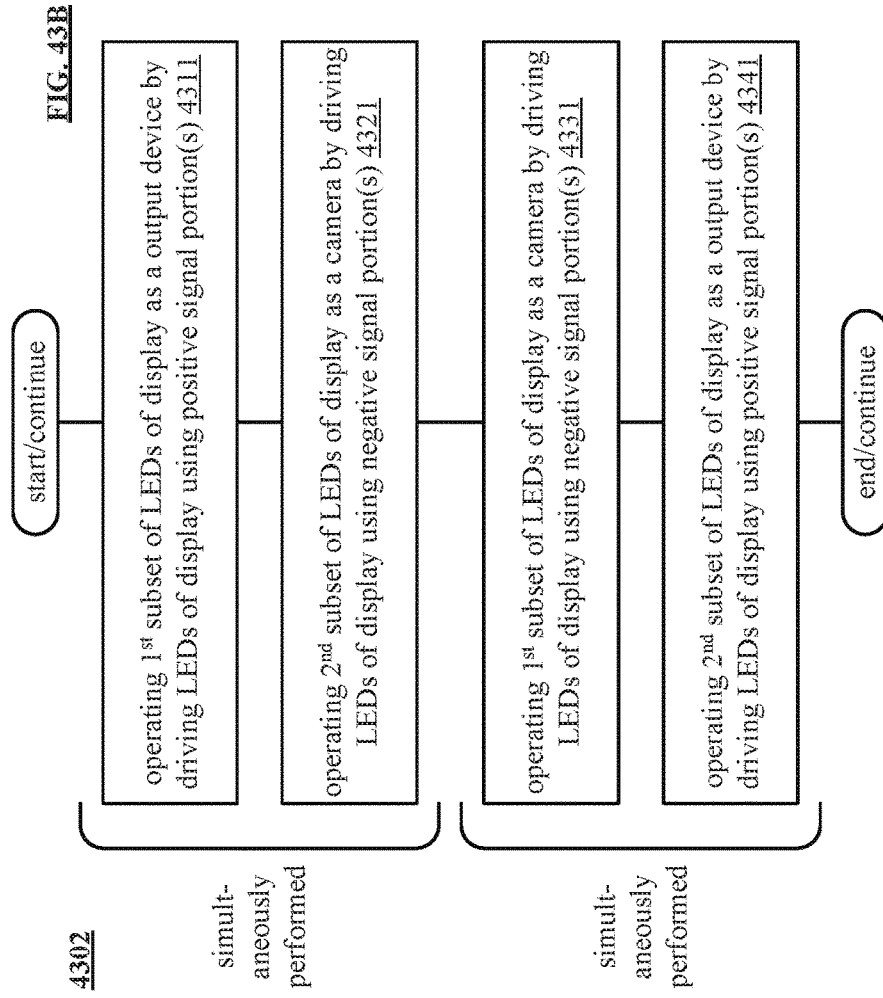 FIG. 43B
4302
start/continue
operating 1st subset of LEDs of display as a output device by
driving LEDs of display using positive signal portion(s) 4311
operating 2nd subset of LEDs of display as a camera by driving
LEDs of display using negative signal portion(s) 4321
simult-
aneously
performed
operating 1st subset of LEDs of display as a camera by driving
LEDs of display using negative signal portion(s) 4331
operating 2nd subset of LEDs of display as a output device by
driving LEDs of display using positive signal portion(s) 4341
simult-
aneously
performed
end/continue